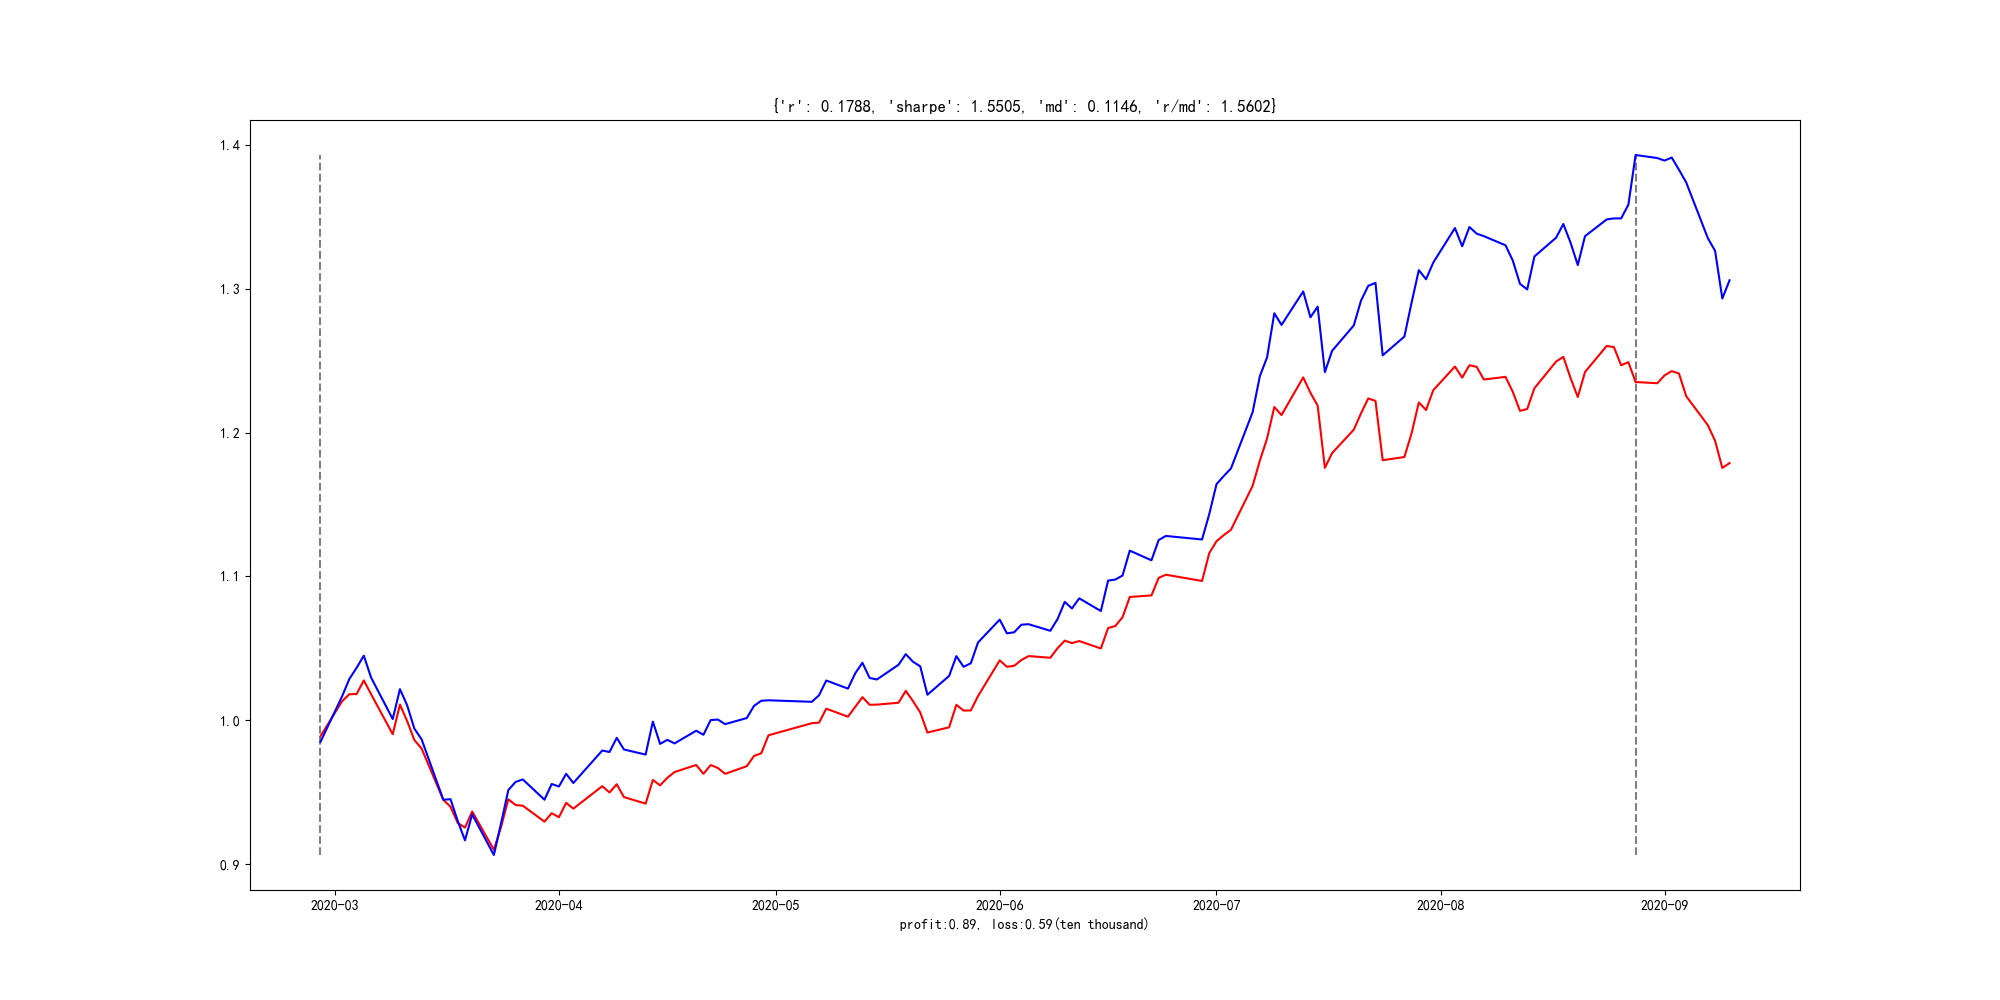 {'r': 0.1788, 'sharpe': 1.5505, 'md': 0.1146, 'r/md': 1.5602}
1.4
1.3
1.2
1.1
1.0
0.9
2020-03 2020-04 2020-05 2020-06 2020-07 2020-08 2020-09
profit:0.89, loss:0.59(ten thousand)